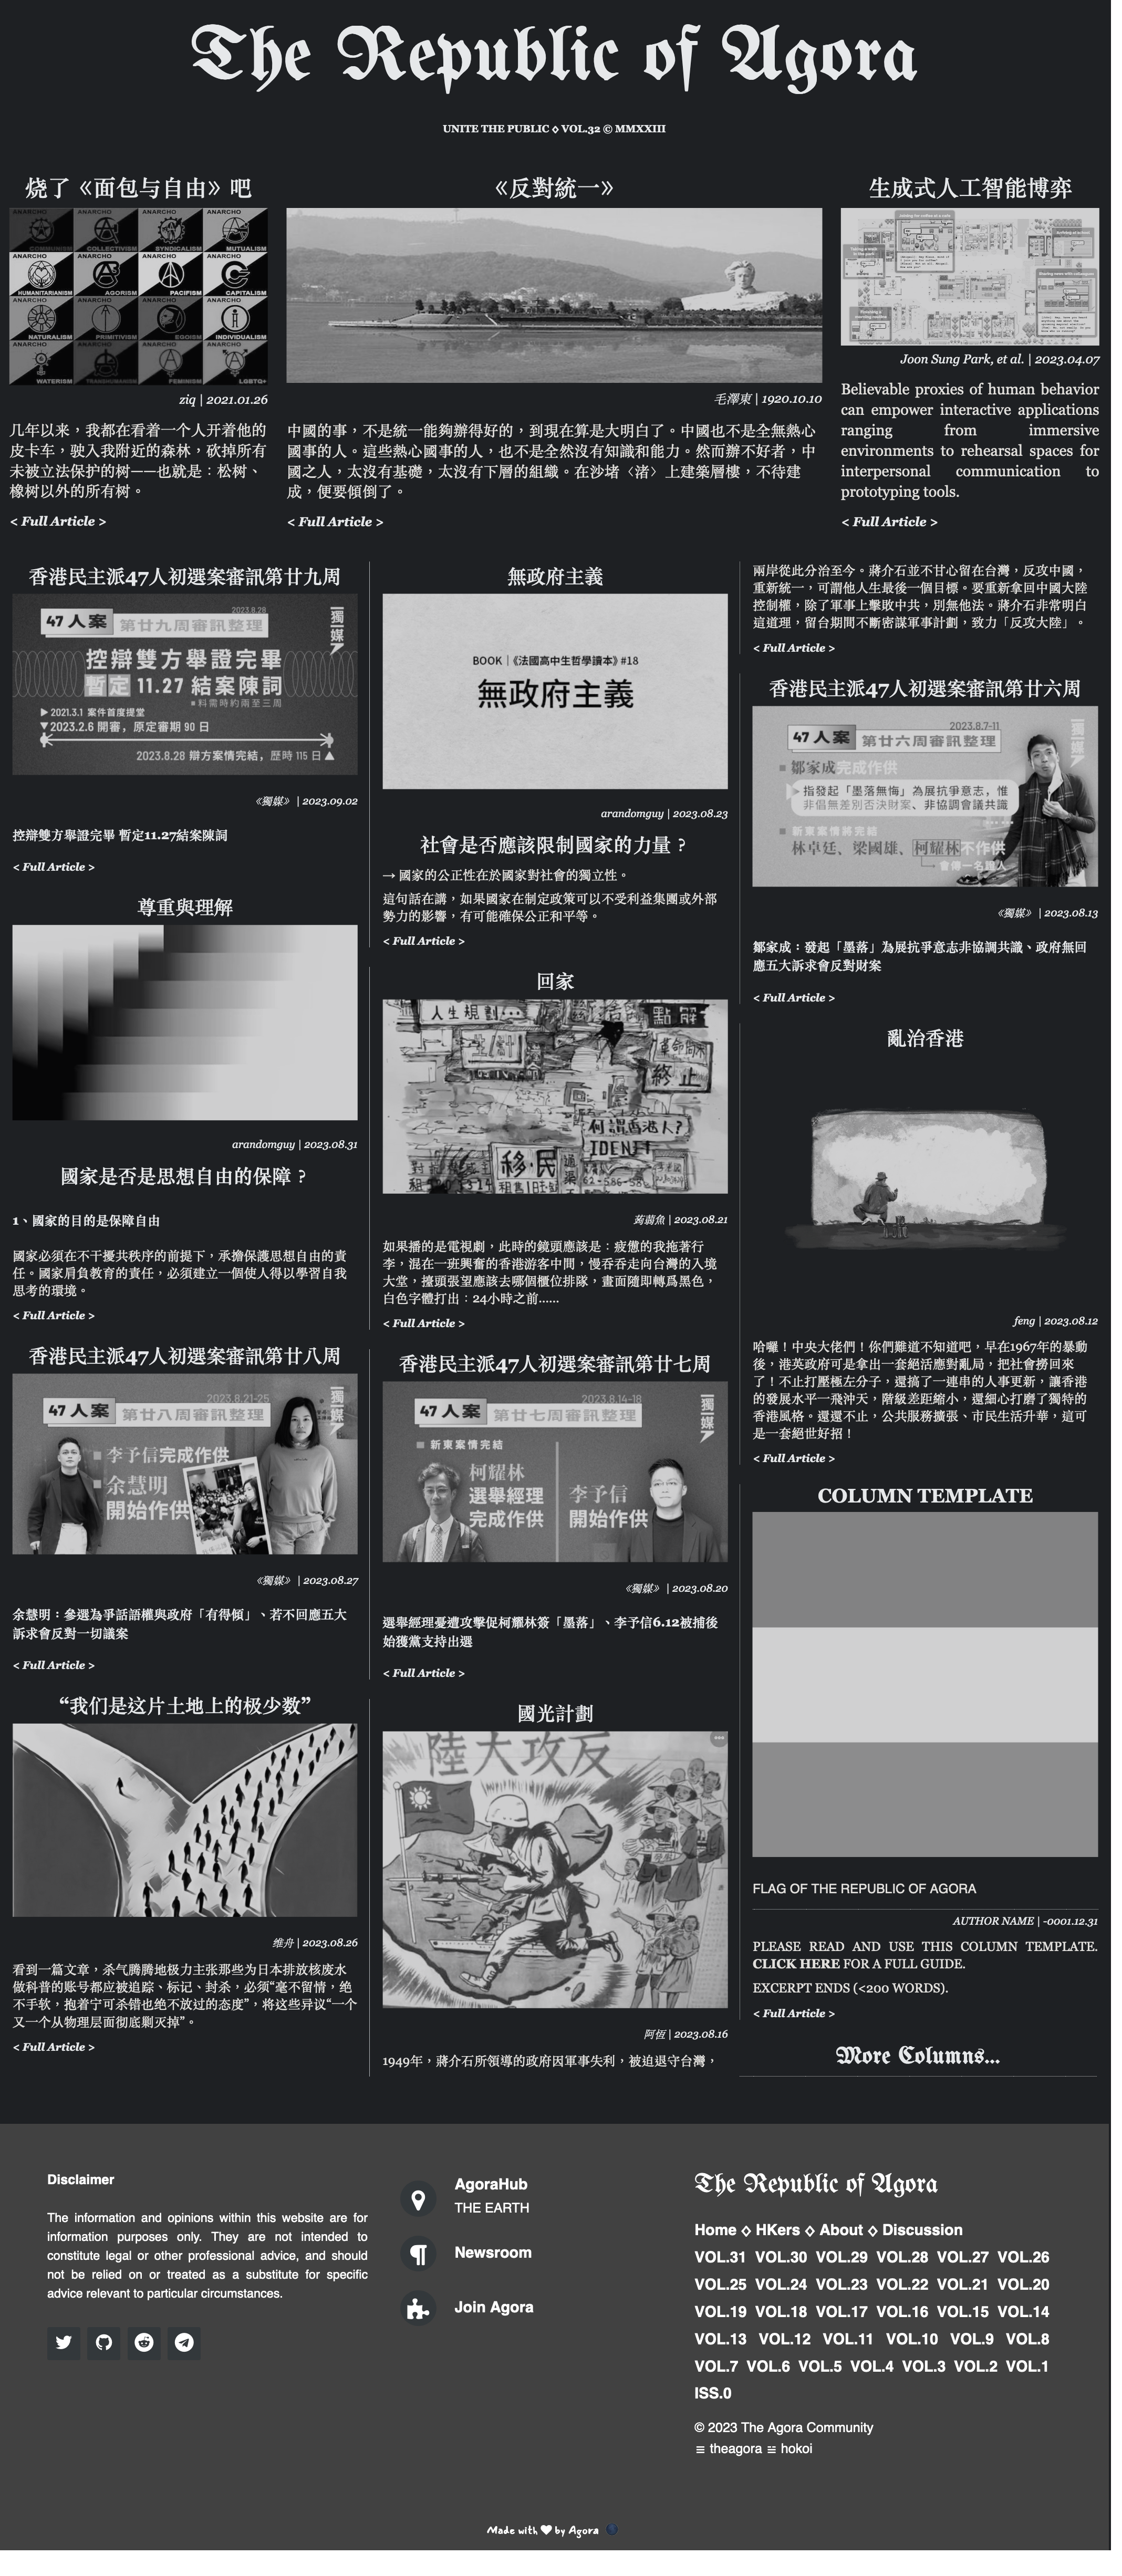 The Republic of Agora
UNITE THE PUBLIC ◊ VOL.32 © MMXXIII
烧了《面包与自由》吧
ANARCHO ANARCHO ANARCHO ANARCHO
COMMUNISM COLLECTIVISM SYNDICALISM MUTUALISM
ANARCHO ANARCHO ANARCHO ANARCHO
HUMANITARIANISM AGORISM PACIFISM CAPITALISM
ANARCHO ANARCHO ANARCHO ANARCHO
NATURALISM PRIMITIVISM EGOISM INDIVIDUALISM
ANARCHO ANARCHO ANARCHO ANARCHO
WATERISM TRANSHUMANISM FEMINISM LGBTQ+
ziq | 2021.01.26
几年以来，我都在看着一个人开着他的
皮卡车，驶入我附近的森林，砍掉所有
未被立法保护的树——也就是：松树、
橡树以外的所有树。
< Full Article >
《反對統一》
毛澤東 | 1920.10.10
中國的事，不是統一能夠辦得好的，到現在算是大明白了。中國也不是全無熱心
國事的人。這些熱心國事的人，也不是全然沒有知識和能力。然而辦不好者，中
國之人，太沒有基礎，太沒有下層的組織。在沙堵〈渚〉上建築層樓，不待建
成，便要傾倒了。
< Full Article >
生成式人工智能博弈
Joining for coffee at a cafe
Taking a walk
in the park
Arriving at school
Sharing news with colleagues
Finishing a
Joon Sung Park, et al. | 2023.04.07
Believable proxies of human behavior
can empower interactive applications
ranging from immersive
environments to rehearsal spaces for
interpersonal communication to
prototyping tools.
< Full Article >
香港民主派47人初選案審訊第廿九周
2023.8.28
47 人案 第廿九周審訊整理
獨媒
控辯雙方舉證完畢
暫定 11.27 結案陳詞
■ 料需時約兩至三周
▶ 2021.3.1 案件首度提堂
▼2023.2.6 開審，原定審期 90 日
2023.8.28 辯方案情完結，歷時 115 日▲
《獨媒》 | 2023.09.02
控辯雙方舉證完畢 暫定11.27結案陳詞
< Full Article >
尊重與理解
arandomguy | 2023.08.31
國家是否是思想自由的保障？
1、國家的目的是保障自由
國家必須在不干擾共秩序的前提下，承擔保護思想自由的責
任。國家肩負教育的責任，必須建立一個使人得以學習自我
思考的環境。
< Full Article >
香港民主派47人初選案審訊第廿八周
2023.8.21-25
47 人案 第廿八周審訊整理
獨媒
李予信完成作供
余慧明
開始作供
《獨媒》 | 2023.08.27
余慧明：參選為爭話語權與政府「有得傾」、若不回應五大
訴求會反對一切議案
< Full Article >
“我们是这片土地上的极少数”
维舟 | 2023.08.26
看到一篇文章，杀气腾腾地极力主张那些为日本排放核废水
做科普的账号都应被追踪、标记、封杀，必须“毫不留情，绝
不手软，抱着宁可杀错也绝不放过的态度”，将这些异议“一个
又一个从物理层面彻底剿灭掉”。
< Full Article >
無政府主義
BOOK｜《法國高中生哲學讀本》#18
無政府主義
arandomguy | 2023.08.23
社會是否應該限制國家的力量？
→ 國家的公正性在於國家對社會的獨立性。
這句話在講，如果國家在制定政策可以不受利益集團或外部
勢力的影響，有可能確保公正和平等。
< Full Article >
回家
人生規劃⋯
點解
終止
何謂香港人?
IDENT
移民
蒟蒻魚 | 2023.08.21
如果播的是電視劇，此時的鏡頭應該是：疲憊的我拖著行
李，混在一班興奮的香港游客中間，慢吞吞走向台灣的入境
大堂，擡頭張望應該去哪個櫃位排隊，畫面隨即轉爲黑色，
白色字體打出：24小時之前......
< Full Article >
香港民主派47人初選案審訊第廿七周
2023.8.14-18
47 人案 第廿七周審訊整理
獨媒
新東案情完結
柯耀林
選舉經理
完成作供
李予信
開始作供
《獨媒》 | 2023.08.20
選舉經理憂遭攻擊促柯耀林簽「墨落」、李予信6.12被捕後
始獲黨支持出選
< Full Article >
國光計劃
陸大攻反
阿恆 | 2023.08.16
1949年，蔣介石所領導的政府因軍事失利，被迫退守台灣，
兩岸從此分治至今。蔣介石並不甘心留在台灣，反攻中國，
重新統一，可謂他人生最後一個目標。要重新拿回中國大陸
控制權，除了軍事上擊敗中共，別無他法。蔣介石非常明白
這道理，留台期間不斷密謀軍事計劃，致力「反攻大陸」。
< Full Article >
香港民主派47人初選案審訊第廿六周
2023.8.7-11
47 人案 第廿六周審訊整理
獨媒
鄒家成完成作供
指發起「墨落無悔」為展抗爭意志，惟
非倡無差別否決財案、非協調會議共識
新東案情將完結
林卓廷、梁國雄、柯耀林不作供
會傳一名證人
《獨媒》 | 2023.08.13
鄒家成：發起「墨落」為展抗爭意志非協調共識、政府無回
應五大訴求會反對財案
< Full Article >
亂治香港
feng | 2023.08.12
哈囉！中央大佬們！你們難道不知道吧，早在1967年的暴動
後，港英政府可是拿出一套絕活應對亂局，把社會撈回來
了！不止打壓極左分子，還搞了一連串的人事更新，讓香港
的發展水平一飛沖天，階級差距縮小，還細心打磨了獨特的
香港風格。還還不止，公共服務擴張、市民生活升華，這可
是一套絕世好招！
< Full Article >
COLUMN TEMPLATE
FLAG OF THE REPUBLIC OF AGORA
AUTHOR NAME | -0001.12.31
PLEASE READ AND USE THIS COLUMN TEMPLATE.
CLICK HERE FOR A FULL GUIDE.
EXCERPT ENDS (<200 WORDS).
< Full Article >
More Columns...
Disclaimer
The information and opinions within this website are for
information purposes only. They are not intended to
constitute legal or other professional advice, and should
not be relied on or treated as a substitute for specific
advice relevant to particular circumstances.
AgoraHub
THE EARTH
Newsroom
Join Agora
The Republic of Agora
Home ◊ HKers ◊ About ◊ Discussion
VOL.31 VOL.30 VOL.29 VOL.28 VOL.27 VOL.26
VOL.25 VOL.24 VOL.23 VOL.22 VOL.21 VOL.20
VOL.19 VOL.18 VOL.17 VOL.16 VOL.15 VOL.14
VOL.13 VOL.12 VOL.11 VOL.10 VOL.9 VOL.8
VOL.7 VOL.6 VOL.5 VOL.4 VOL.3 VOL.2 VOL.1
ISS.0
© 2023 The Agora Community
≡ theagora ☱ hokoi
Made with ♥ by Agora